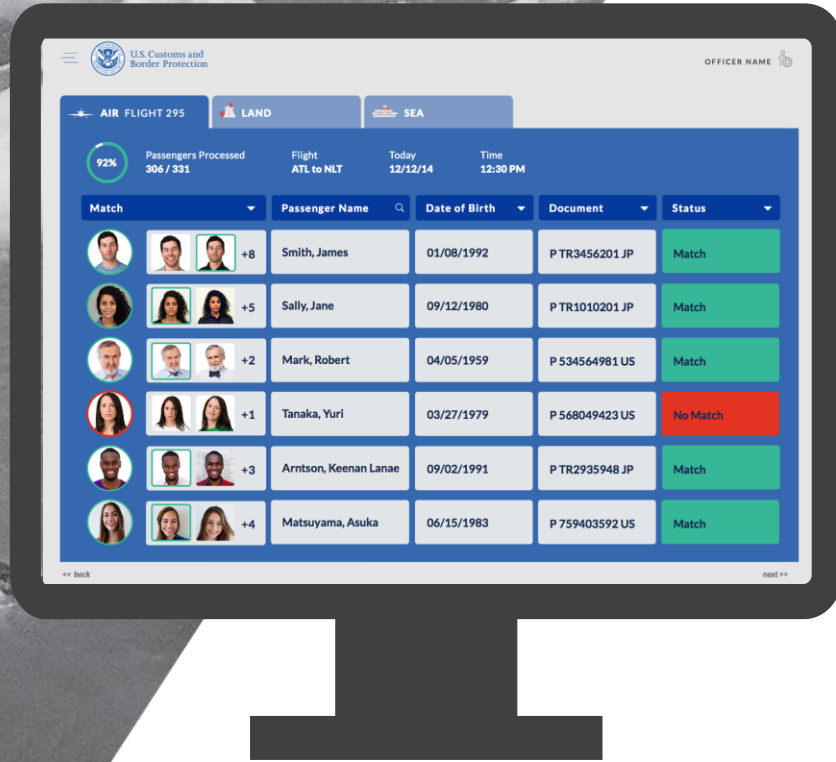 U.S. Customs and
Border Protection
OFFICER NAME
AIR FLIGHT 295
LAND
SEA
92%
Passengers Processed
306 / 331
Flight
ATL to NLT
Today
12/12/14
Time
12:30 PM
Match Passenger Name Date of Birth Document Status
+8 Smith, James 01/08/1992 P TR3456201 JP Match
+5 Sally, Jane 09/12/1980 P TR1010201 JP Match
+2 Mark, Robert 04/05/1959 P 534564981 US Match
+1 Tanaka, Yuri 03/27/1979 P 568049423 US No Match
+3 Arntson, Keenan Lanae 09/02/1991 P TR2935948 JP Match
+4 Matsuyama, Asuka 06/15/1983 P 759403592 US Match
<< back
next >>